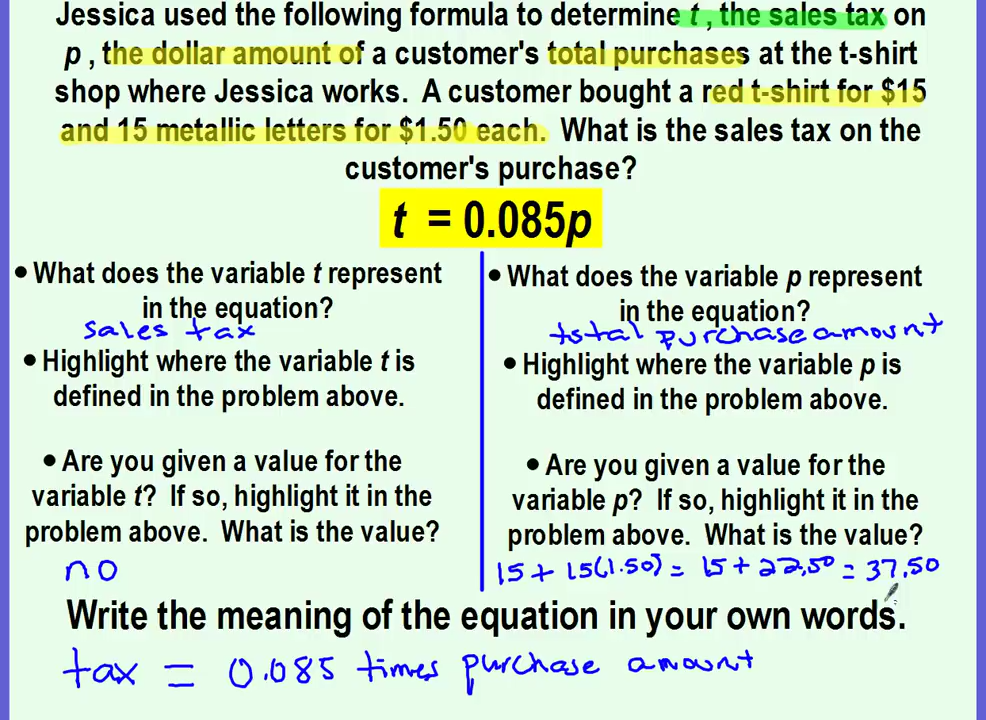 Jessica used the following formula to determine t, the sales tax on
p, the dollar amount of a customer's total purchases at the t-shirt
shop where Jessica works. A customer bought a red t-shirt for $15
and 15 metallic letters for $1.50 each. What is the sales tax on the
customer's purchase?
t = 0.085p
• What does the variable t represent
in the equation?
sales tax
• Highlight where the variable t is
defined in the problem above.
• Are you given a value for the
variable t? If so, highlight it in the
problem above. What is the value?
no
• What does the variable p represent
in the equation?
total purchase amount
• Highlight where the variable p is
defined in the problem above.
• Are you given a value for the
variable p? If so, highlight it in the
problem above. What is the value?
15 + 15(1.50) = 15 + 22.50 = 37.50
Write the meaning of the equation in your own words.
tax = 0.085 times purchase amount